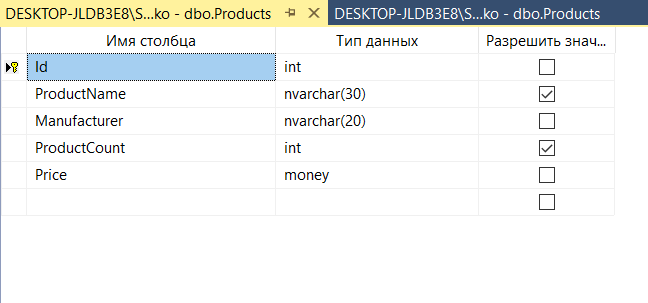 DESKTOP-JLDB3E8\S...ko - dbo.Products DESKTOP-JLDB3E8\S...ko - dbo.Products
Имя столбца Тип данных Разрешить знач...
Id int
ProductName nvarchar(30)
Manufacturer nvarchar(20)
ProductCount int
Price money